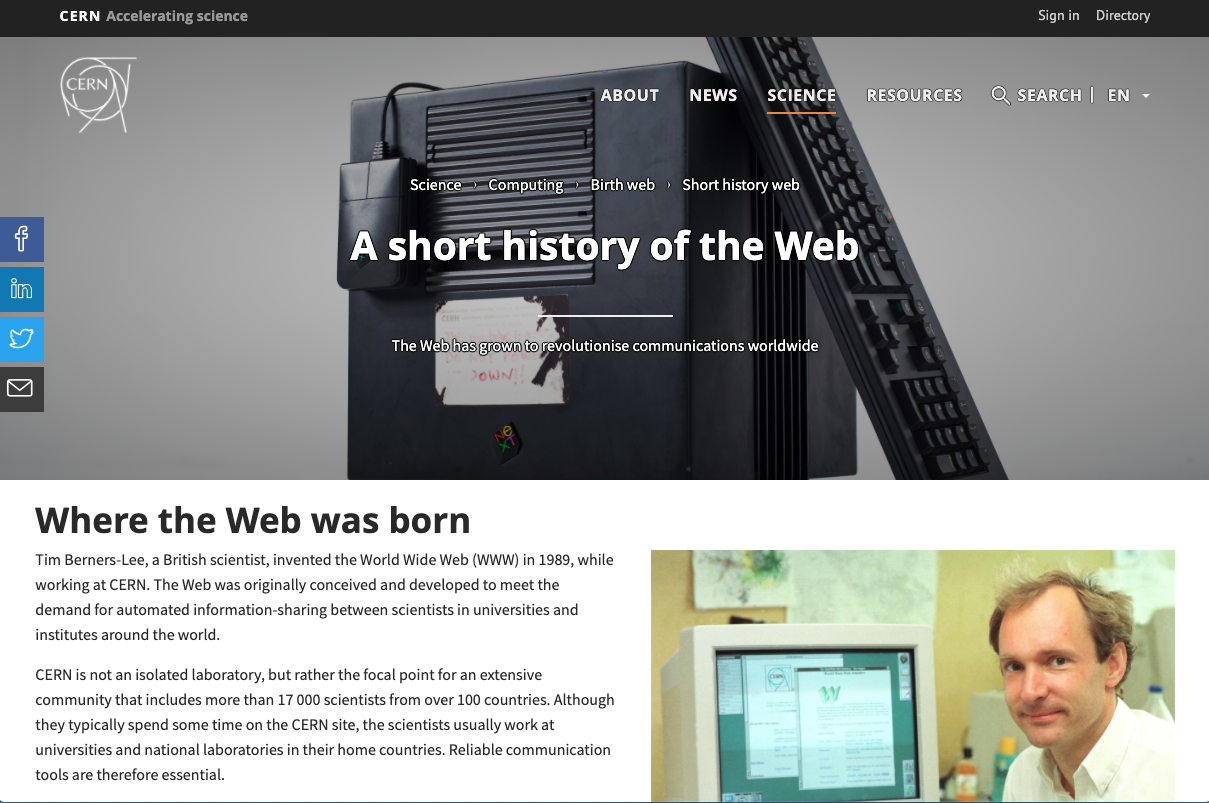 CERN Accelerating science
Sign in Directory
CERN
ABOUT NEWS SCIENCE RESOURCES SEARCH | EN
Science › Computing › Birth web › Short history web
A short history of the Web
The Web has grown to revolutionise communications worldwide
CERN
DOWN!!
NeXT
Where the Web was born
Tim Berners-Lee, a British scientist, invented the World Wide Web (WWW) in 1989, while
working at CERN. The Web was originally conceived and developed to meet the
demand for automated information-sharing between scientists in universities and
institutes around the world.
CERN is not an isolated laboratory, but rather the focal point for an extensive
community that includes more than 17 000 scientists from over 100 countries. Although
they typically spend some time on the CERN site, the scientists usually work at
universities and national laboratories in their home countries. Reliable communication
tools are therefore essential.
CERN
W